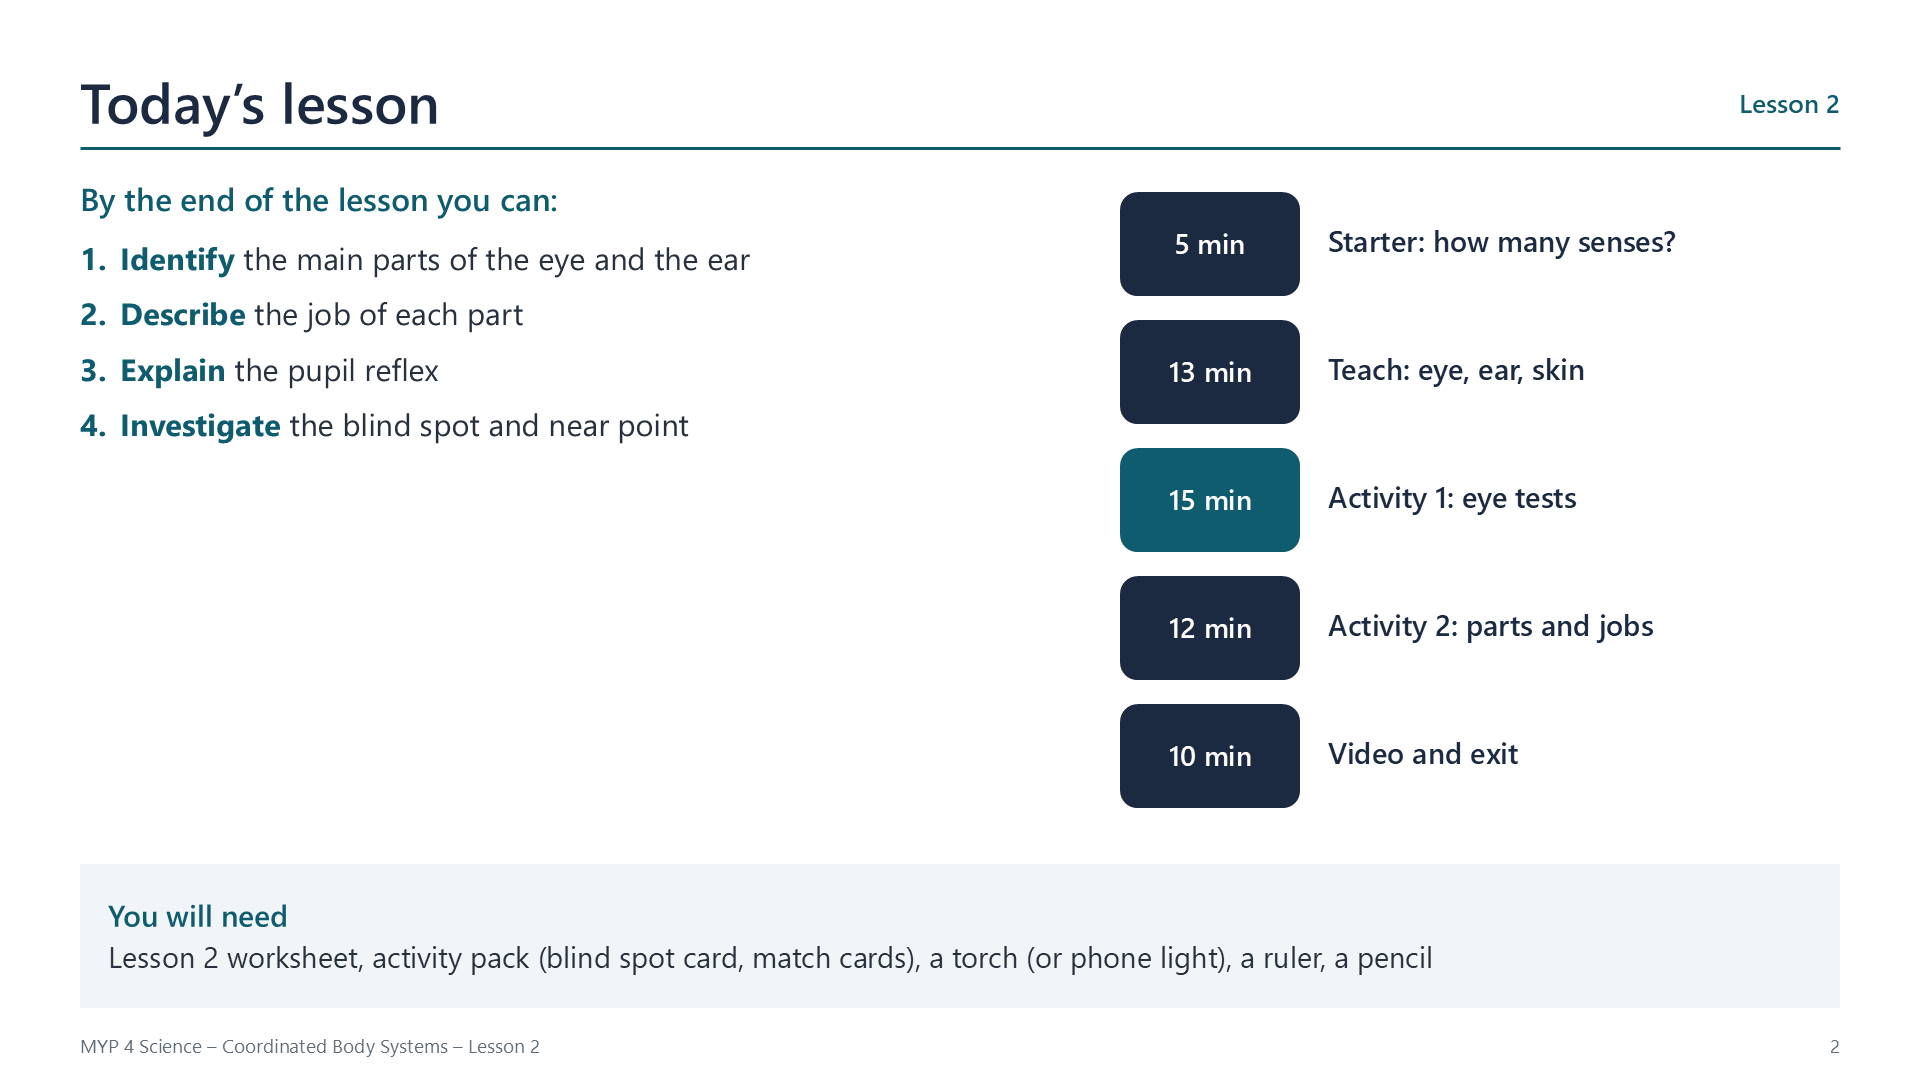 Today’s lesson
Lesson 2
By the end of the lesson you can:
1. Identify the main parts of the eye and the ear
2. Describe the job of each part
3. Explain the pupil reflex
4. Investigate the blind spot and near point
5 min
Starter: how many senses?
13 min
Teach: eye, ear, skin
15 min
Activity 1: eye tests
12 min
Activity 2: parts and jobs
10 min
Video and exit
You will need
Lesson 2 worksheet, activity pack (blind spot card, match cards), a torch (or phone light), a ruler, a pencil
MYP 4 Science – Coordinated Body Systems – Lesson 2
2